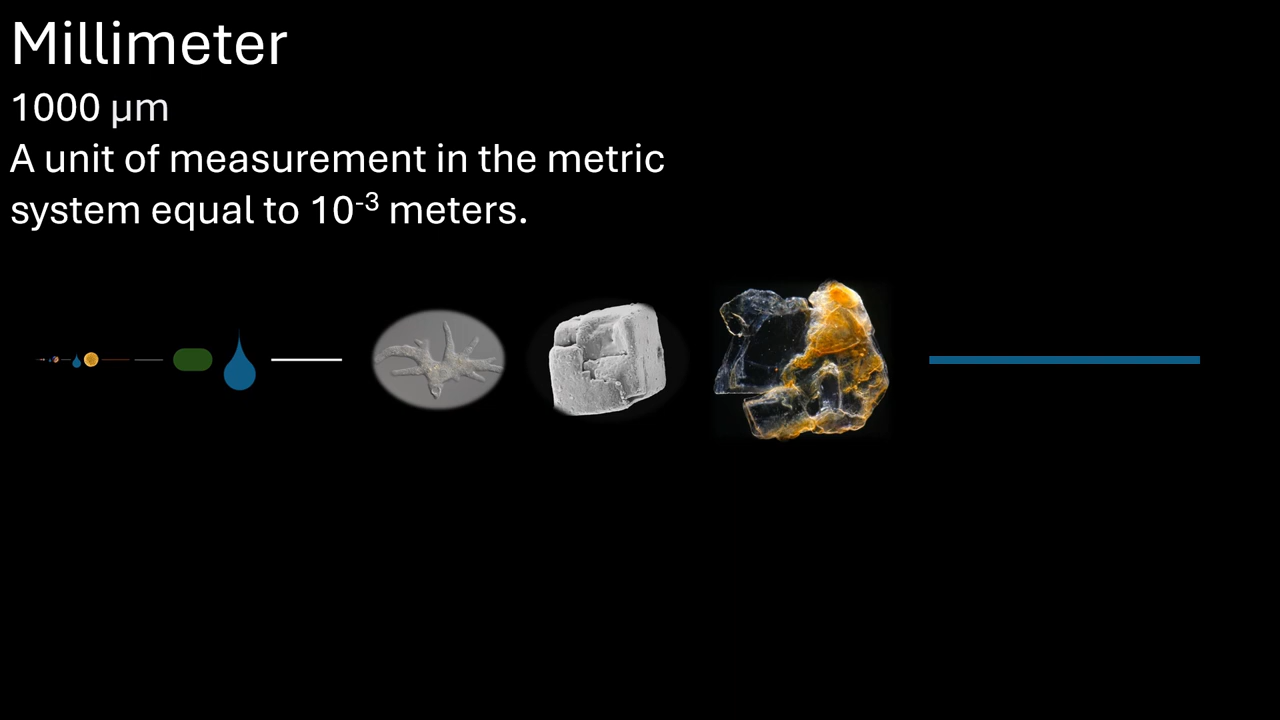 Millimeter
1000 µm
A unit of measurement in the metric
system equal to 10⁻³ meters.